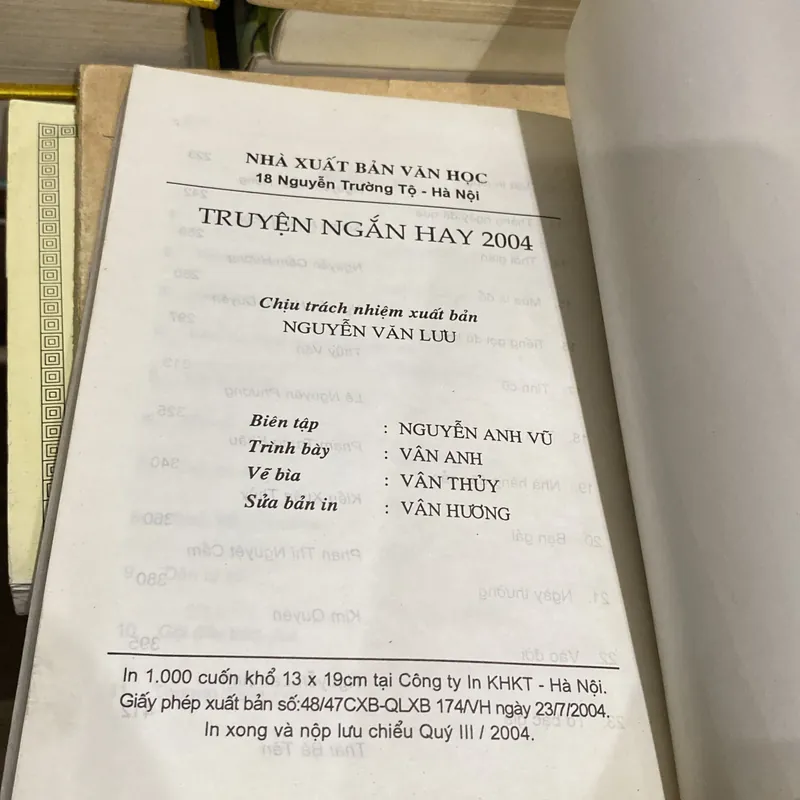 NHÀ XUẤT BẢN VĂN HỌC
18 Nguyễn Trường Tộ - Hà Nội
TRUYỆN NGẮN HAY 2004
Chịu trách nhiệm xuất bản
NGUYỄN VĂN LƯU
Biên tập : NGUYỄN ANH VŨ
Trình bày : VÂN ANH
Vẽ bìa : VÂN THỦY
Sửa bản in : VÂN HƯƠNG
In 1.000 cuốn khổ 13 x 19cm tại Công ty In KHKT - Hà Nội.
Giấy phép xuất bản số:48/47CXB-QLXB 174/VH ngày 23/7/2004.
In xong và nộp lưu chiểu Quý III / 2004.